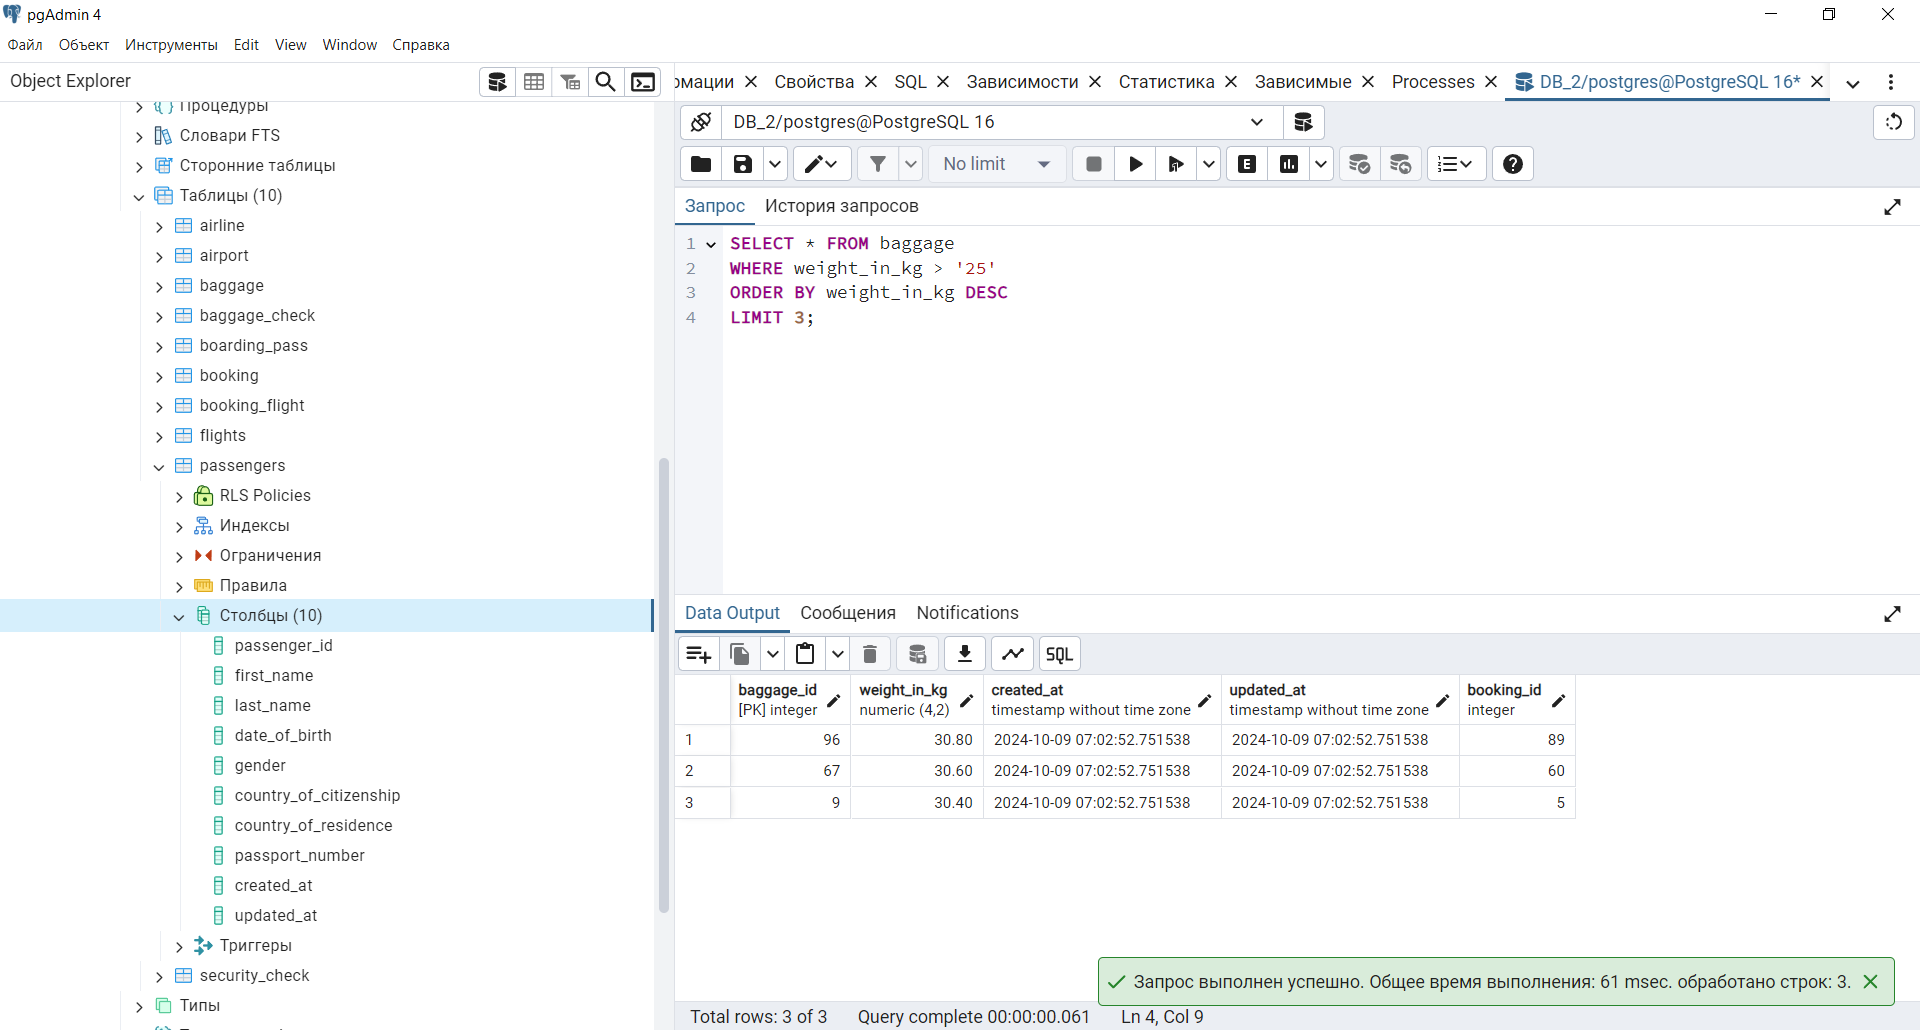 pgAdmin 4
Файл Объект Инструменты Edit View Window Справка
Object Explorer
рмации Свойства SQL Зависимости Статистика Зависимые Processes DB_2/postgres@PostgreSQL 16*
DB_2/postgres@PostgreSQL 16
No limit
E
Запрос История запросов
1 SELECT * FROM baggage
2 WHERE weight_in_kg > '25'
3 ORDER BY weight_in_kg DESC
4 LIMIT 3;
Процедуры
Словари FTS
Сторонние таблицы
Таблицы (10)
airline
airport
baggage
baggage_check
boarding_pass
booking
booking_flight
flights
passengers
RLS Policies
Индексы
Ограничения
Правила
Столбцы (10)
passenger_id
first_name
last_name
date_of_birth
gender
country_of_citizenship
country_of_residence
passport_number
created_at
updated_at
Триггеры
security_check
Типы
Data Output Сообщения Notifications
SQL
baggage_id weight_in_kg created_at updated_at booking_id
[PK] integer numeric (4,2) timestamp without time zone timestamp without time zone integer
1 96 30.80 2024-10-09 07:02:52.751538 2024-10-09 07:02:52.751538 89
2 67 30.60 2024-10-09 07:02:52.751538 2024-10-09 07:02:52.751538 60
3 9 30.40 2024-10-09 07:02:52.751538 2024-10-09 07:02:52.751538 5
Запрос выполнен успешно. Общее время выполнения: 61 msec. обработано строк: 3.
Total rows: 3 of 3 Query complete 00:00:00.061 Ln 4, Col 9